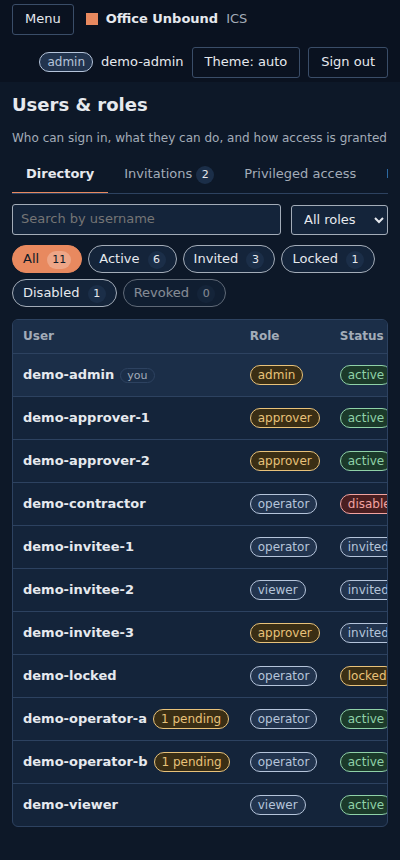 Menu Office Unbound ICS
admin demo-admin Theme: auto Sign out
Users & roles
Who can sign in, what they can do, and how access is granted
Directory Invitations 2 Privileged access
Search by username All roles
All 11 Active 6 Invited 3 Locked 1
Disabled 1 Revoked 0
User Role Status
demo-admin you admin active
demo-approver-1 approver active
demo-approver-2 approver active
demo-contractor operator disable
demo-invitee-1 operator invited
demo-invitee-2 viewer invited
demo-invitee-3 approver invited
demo-locked operator locked
demo-operator-a 1 pending operator active
demo-operator-b 1 pending operator active
demo-viewer viewer active